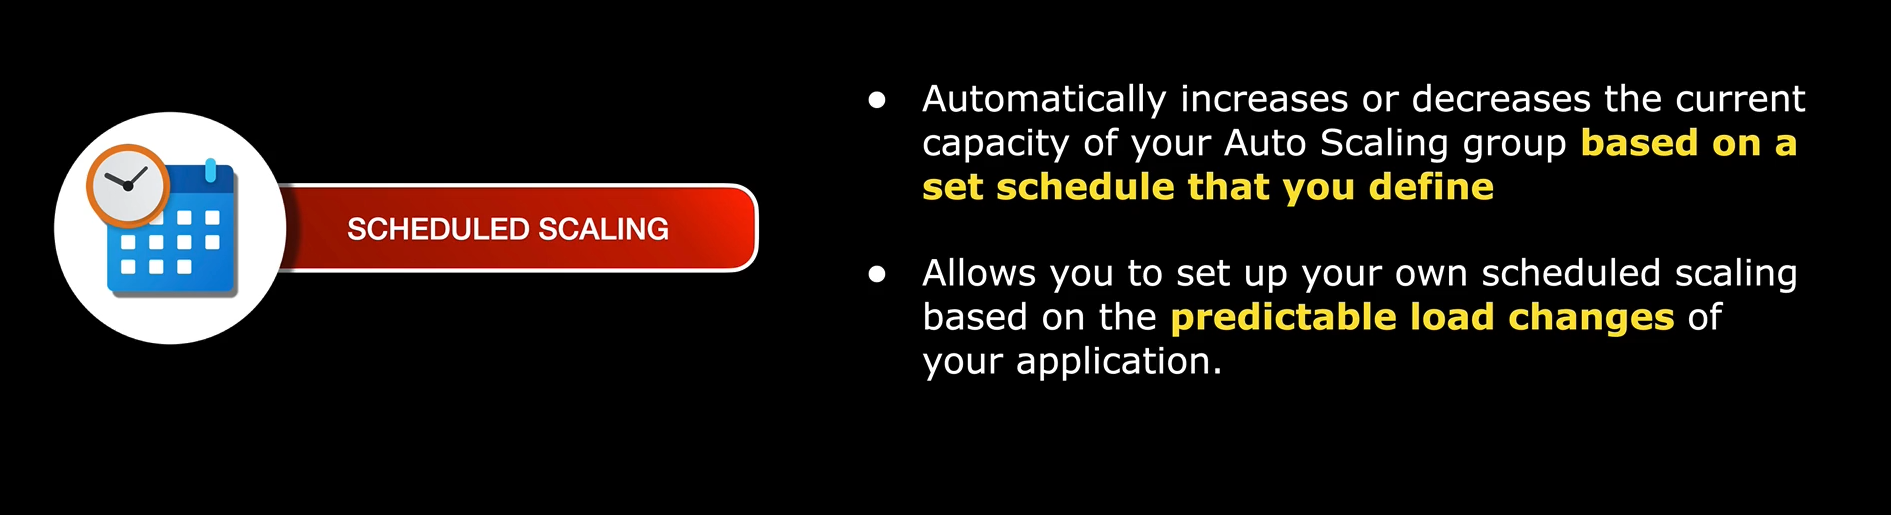 SCHEDULED SCALING
● Automatically increases or decreases the current
capacity of your Auto Scaling group based on a
set schedule that you define
● Allows you to set up your own scheduled scaling
based on the predictable load changes of
your application.